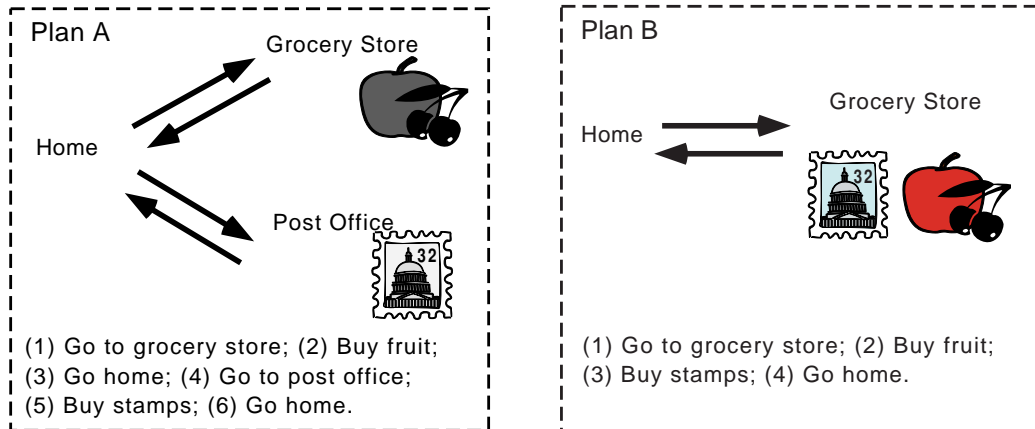 Plan A
Grocery Store
Home
Post Office
32
(1) Go to grocery store; (2) Buy fruit;
(3) Go home; (4) Go to post office;
(5) Buy stamps; (6) Go home.
Plan B
Grocery Store
Home
32
(1) Go to grocery store; (2) Buy fruit;
(3) Buy stamps; (4) Go home.